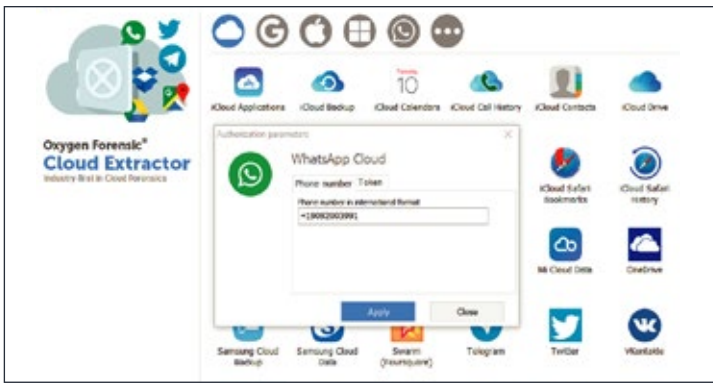 Oxygen Forensic®
Cloud Extractor
Industry first in Cloud Forensics
Tuesday
10
iCloud Applications
iCloud Backup
iCloud Calendars
iCloud Call History
iCloud Contacts
iCloud Drive
Authorization parameters
WhatsApp Cloud
Phone number
Token
Phone number in international format
Apply
Close
iCloud Safari
Bookmarks
iCloud Safari
History
Mi Cloud Data
OneDrive
Samsung Cloud
Backup
Samsung Cloud
Data
Swarm
(Foursquare)
Telegram
Twitter
VKontakte